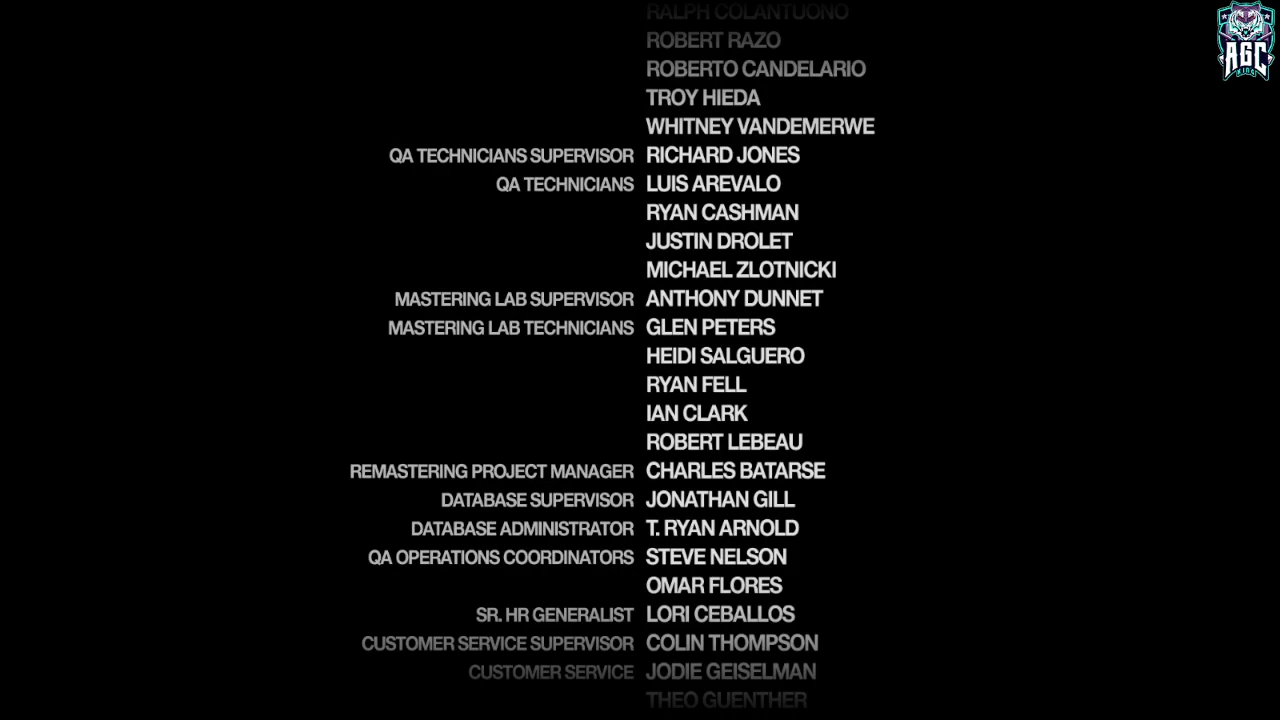 RALPH COLANTUONO
ROBERT RAZO
ROBERTO CANDELARIO
TROY HIEDA
WHITNEY VANDEMERWE
QA TECHNICIANS SUPERVISOR RICHARD JONES
QA TECHNICIANS LUIS AREVALO
RYAN CASHMAN
JUSTIN DROLET
MICHAEL ZLOTNICKI
MASTERING LAB SUPERVISOR ANTHONY DUNNET
MASTERING LAB TECHNICIANS GLEN PETERS
HEIDI SALGUERO
RYAN FELL
IAN CLARK
ROBERT LEBEAU
REMASTERING PROJECT MANAGER CHARLES BATARSE
DATABASE SUPERVISOR JONATHAN GILL
DATABASE ADMINISTRATOR T. RYAN ARNOLD
QA OPERATIONS COORDINATORS STEVE NELSON
OMAR FLORES
SR. HR GENERALIST LORI CEBALLOS
CUSTOMER SERVICE SUPERVISOR COLIN THOMPSON
CUSTOMER SERVICE JODIE GEISELMAN
THEO GUENTHER
AGC